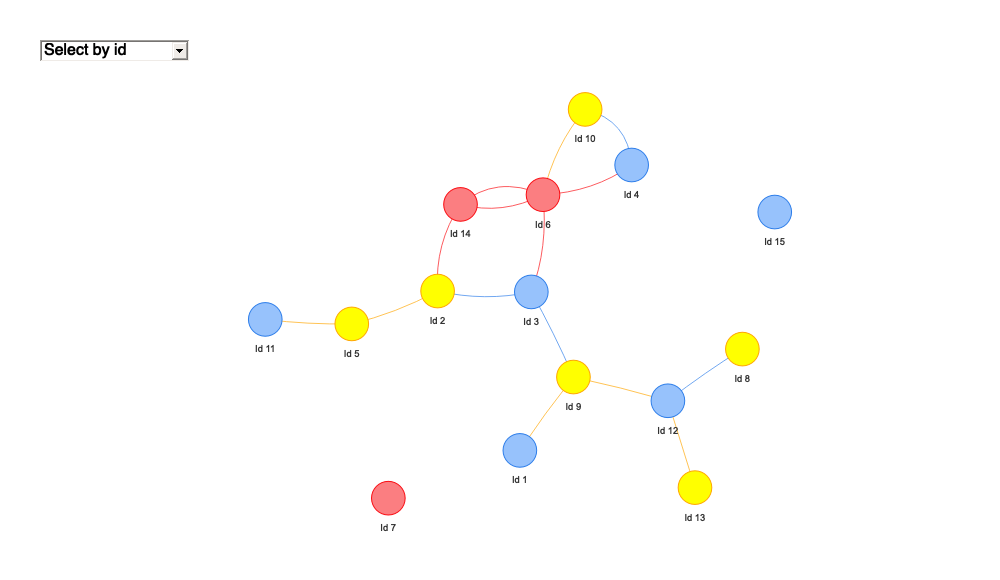 Select by id
Id 10
Id 4
Id 6
Id 14
Id 15
Id 2
Id 3
Id 11
Id 5
Id 8
Id 9
Id 12
Id 1
Id 13
Id 7